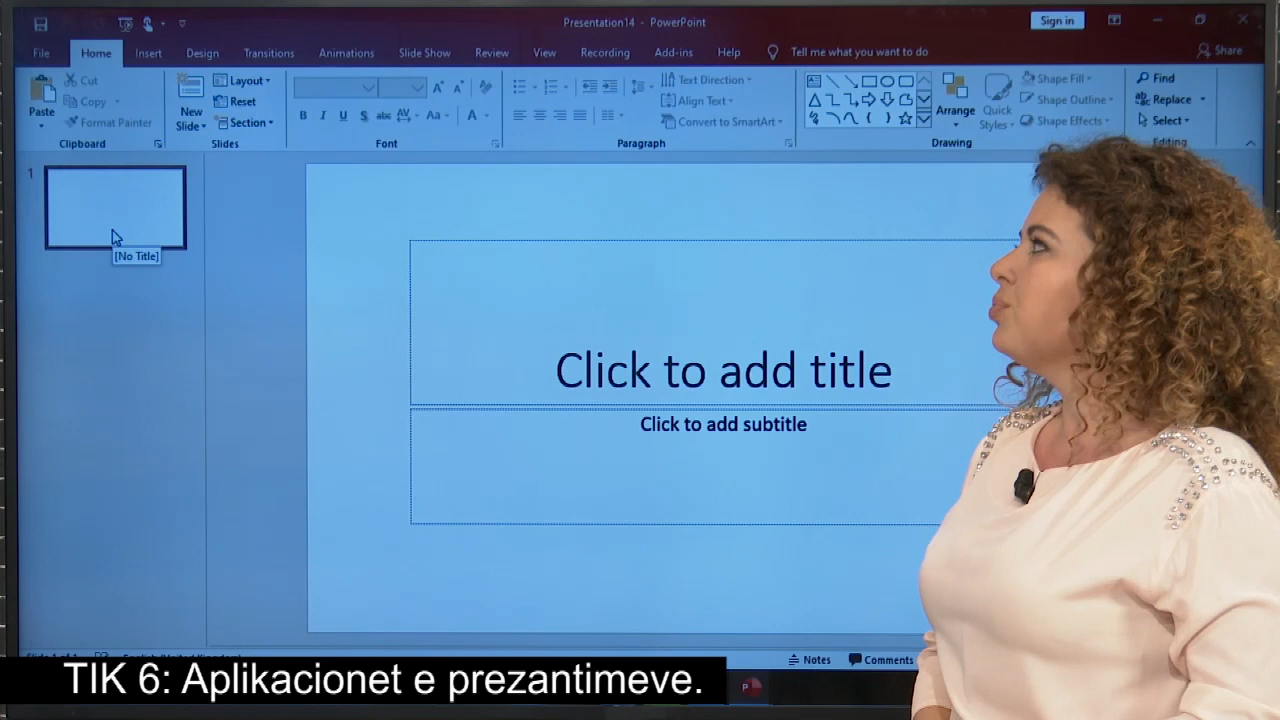 Presentation14 - PowerPoint
Sign in
File Home Insert Design Transitions Animations Slide Show Review View Recording Add-ins Help Tell me what you want to do Share
Paste
Cut
Copy
Format Painter
Clipboard
New Slide
Layout
Reset
Section
Slides
B I U S abc AV Aa A
Font
Text Direction
Align Text
Convert to SmartArt
Paragraph
Arrange
Quick Styles
Shape Fill
Shape Outline
Shape Effects
Drawing
Find
Replace
Select
Editing
1
[No Title]
Click to add title
Click to add subtitle
Notes Comments
TIK 6: Aplikacionet e prezantimeve.